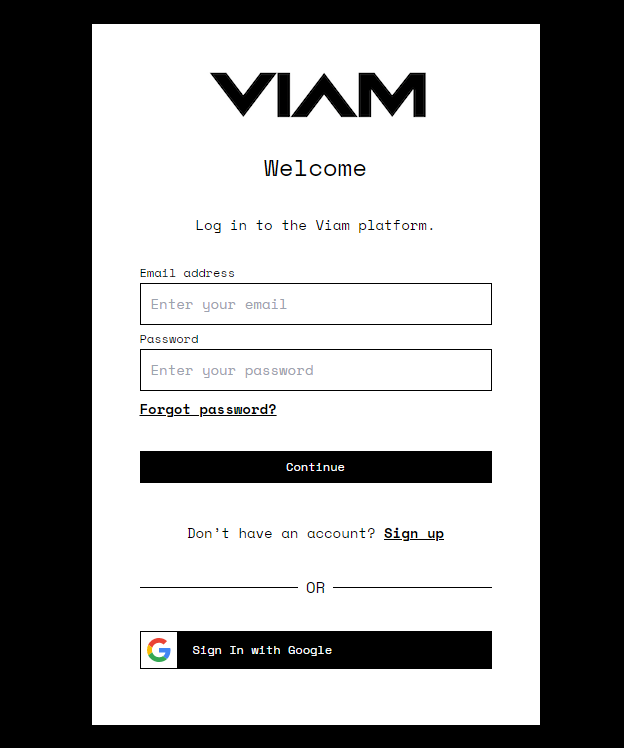 VIAM
Welcome
Log in to the Viam platform.
Email address
Enter your email
Password
Enter your password
Forgot password?
Continue
Don't have an account? Sign up
OR
Sign In with Google